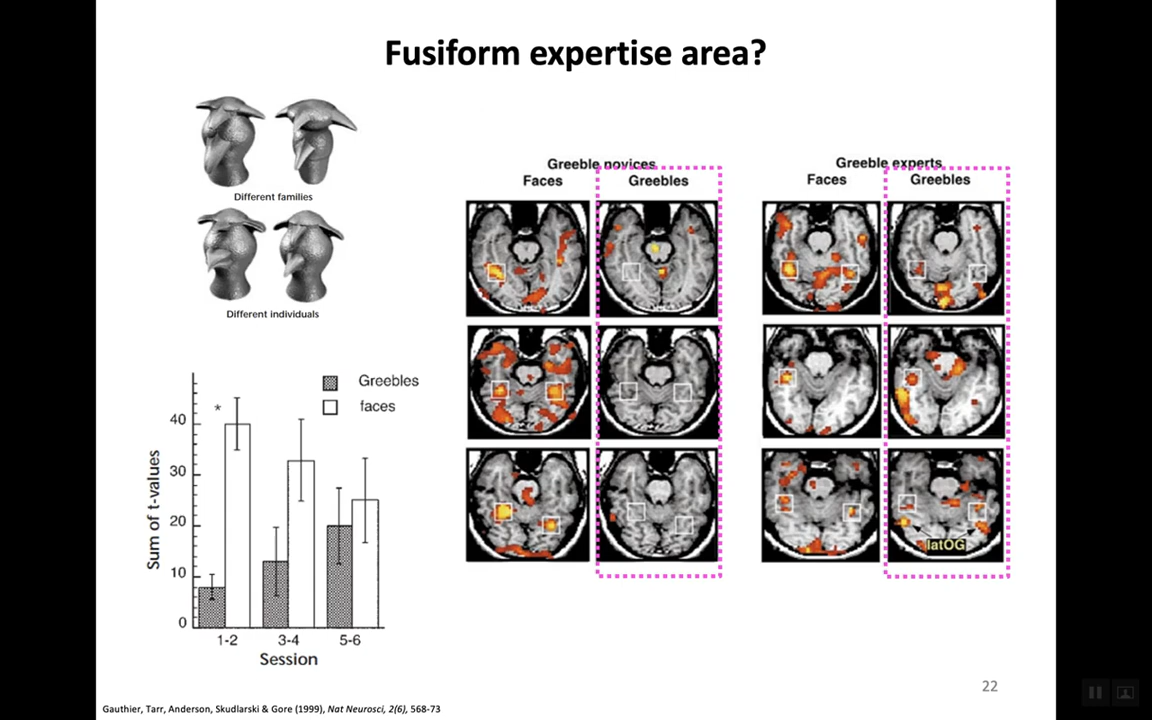 Fusiform expertise area?
Different families
Different individuals
Greebles
faces
*
Sum of t-values
40
30
20
10
0
1-2 3-4 5-6
Session
Greeble novices
Faces Greebles
Greeble experts
Faces Greebles
latOG
22
Gauthier, Tarr, Anderson, Skudlarski & Gore (1999), Nat Neurosci, 2(6), 568-73